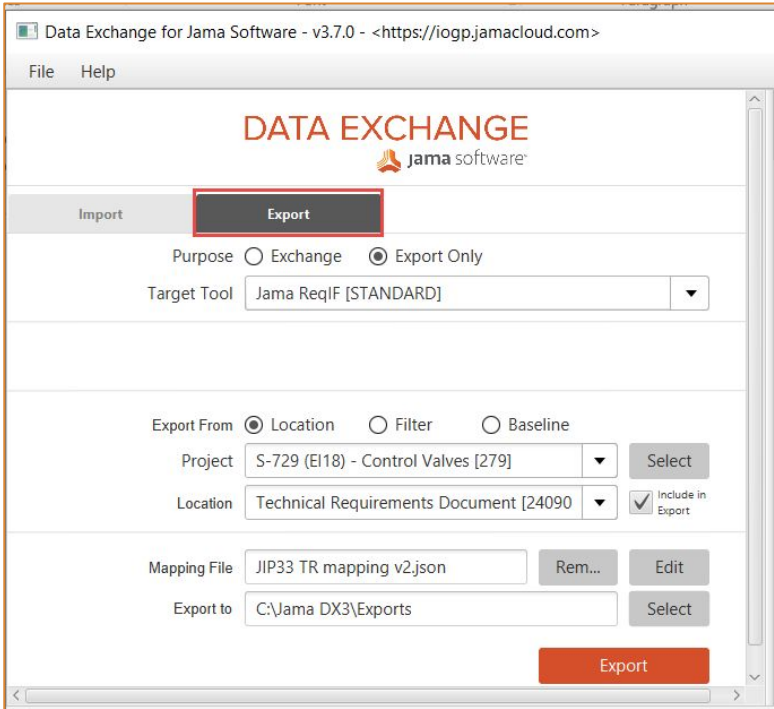 Data Exchange for Jama Software - v3.7.0 - <https://iogp.jamacloud.com>
File Help
DATA EXCHANGE
jama software
Import Export
Purpose Exchange Export Only
Target Tool Jama ReqIF [STANDARD]
Export From Location Filter Baseline
Project S-729 (EI18) - Control Valves [279] Select
Location Technical Requirements Document [24090 Include in
Export
Mapping File JIP33 TR mapping v2.json Rem... Edit
Export to C:\Jama DX3\Exports Select
Export